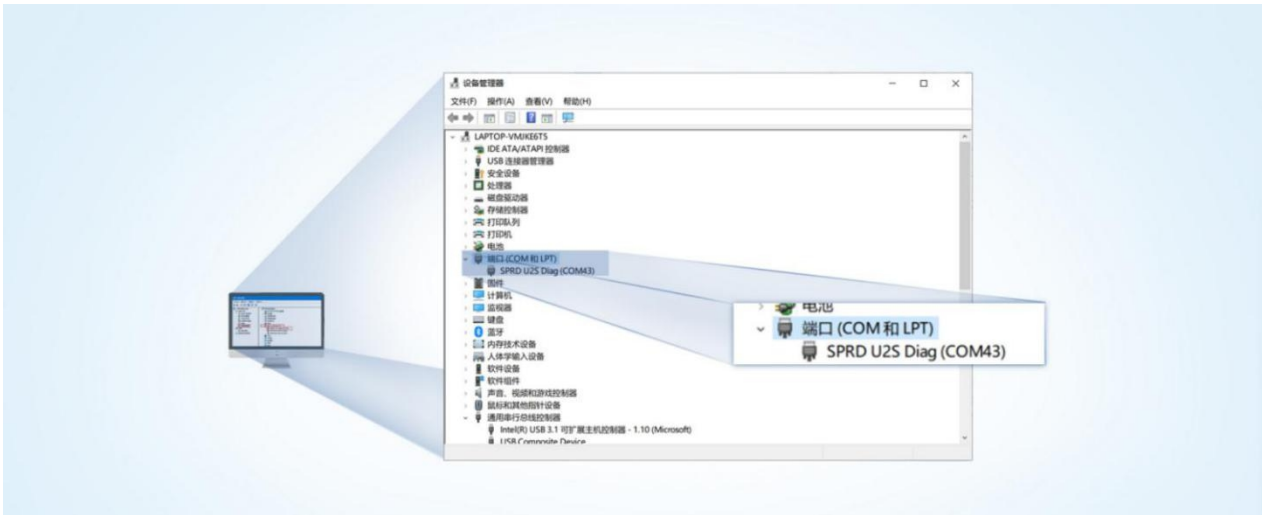 设备管理器
文件(F) 操作(A) 查看(V) 帮助(H)
LAPTOP-VMJKE6TS
IDE ATA/ATAPI 控制器
USB 连接器管理器
安全设备
处理器
磁盘驱动器
存储控制器
打印队列
打印机
电池
端口 (COM 和 LPT)
SPRD U2S Diag (COM43)
固件
计算机
监视器
键盘
蓝牙
内存技术设备
人体学输入设备
软件设备
软件组件
声音、视频和游戏控制器
鼠标和其他指针设备
通用串行总线控制器
Intel(R) USB 3.1 可扩展主机控制器 - 1.10 (Microsoft)
USB Composite Device
电池
端口 (COM 和 LPT)
SPRD U2S Diag (COM43)